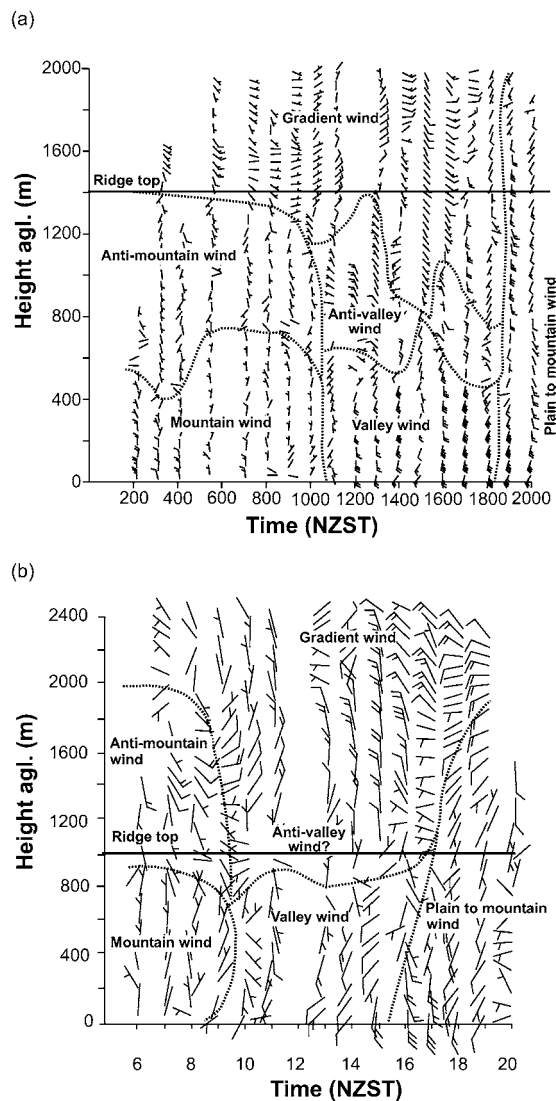 (a)
2000
Gradient wind
1600
Ridge top
1200
Anti-mountain wind
800
Anti-valley
wind
400
Mountain wind
Valley wind
0
Height agl. (m)
Plain to mountain
wind
200 400 600 800 1000 1200 1400 1600 1800 2000
Time (NZST)
(b)
2400
Gradient wind
2000
Anti-mountain
wind
1600
1200
Ridge top
Anti-valley
wind?
800
Mountain wind
Valley wind
Plain to mountain
wind
400
0
Height agl. (m)
6 8 10 12 14 16 18 20
Time (NZST)